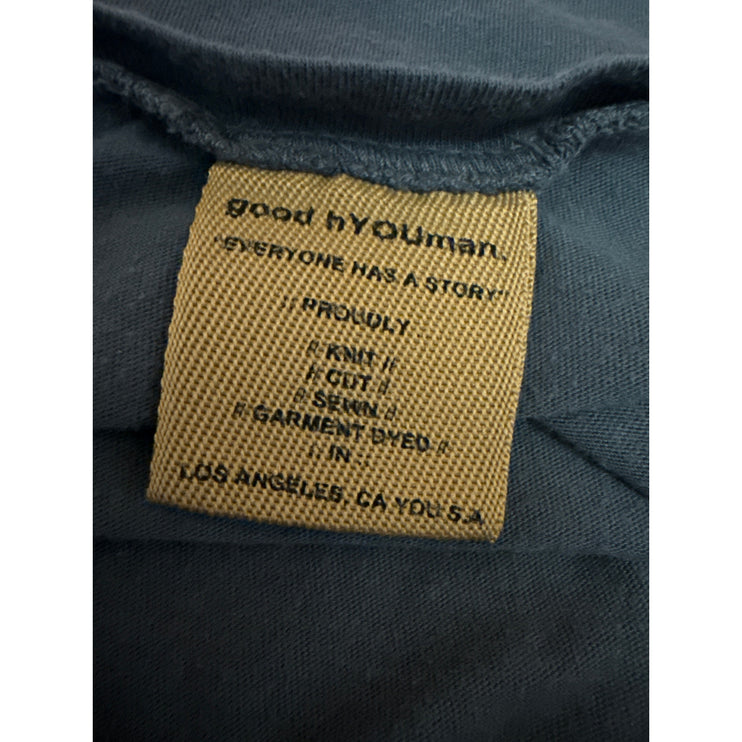 good hYOUman.
"EVERYONE HAS A STORY"
// PROUDLY
// KNIT //
// CUT //
// SEWN //
// GARMENT DYED //
// IN //
LOS ANGELES, CA YOU S.A